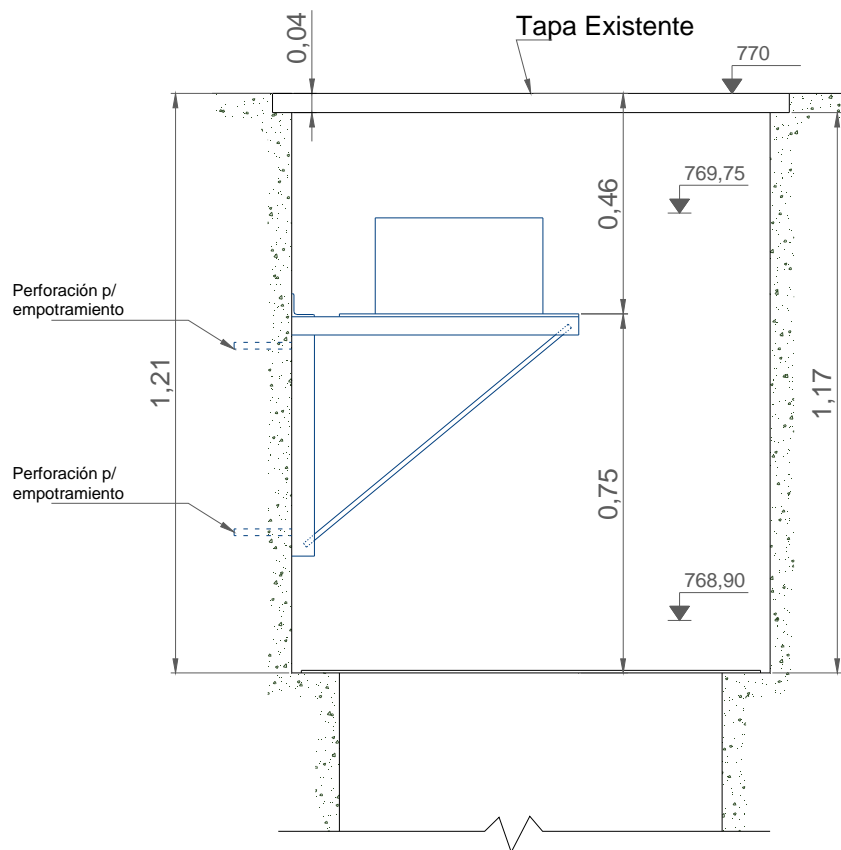 Tapa Existente
0,04
770
769,75
0,46
Perforación p/
empotramiento
1,21
1,17
Perforación p/
empotramiento
0,75
768,90